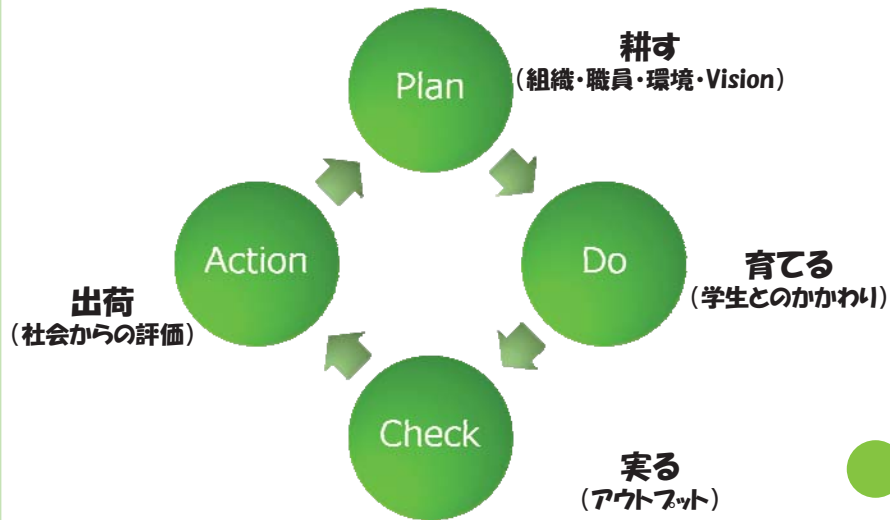 Plan
耕す
（組織・職員・環境・Vision）
Do
育てる
（学生とのかかわり）
Check
実る
（アウトプット）
Action
出荷
（社会からの評価）